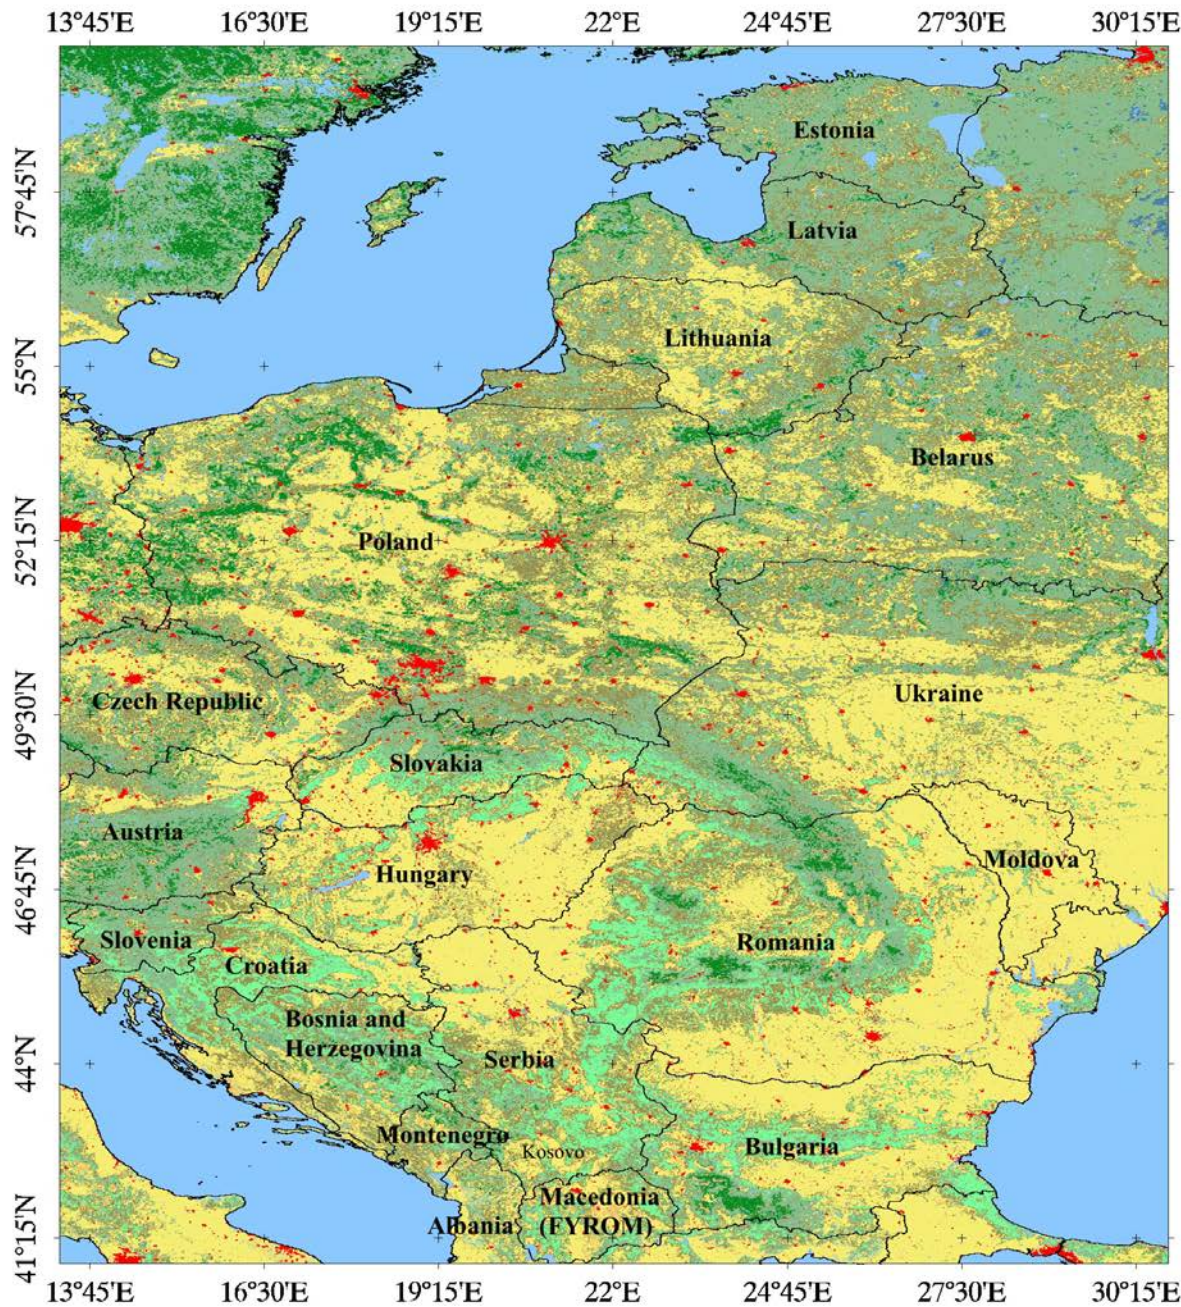 13°45'E 16°30'E 19°15'E 22°E 24°45'E 27°30'E 30°15'E
57°45'N
55°N
52°15'N
49°30'N
46°45'N
44°N
41°15'N
Estonia
Latvia
Lithuania
Belarus
Poland
Ukraine
Czech Republic
Slovakia
Austria
Moldova
Hungary
Slovenia
Romania
Croatia
Bosnia and
Herzegovina
Serbia
Montenegro
Kosovo
Bulgaria
Macedonia
(FYROM)
Albania
13°45'E 16°30'E 19°15'E 22°E 24°45'E 27°30'E 30°15'E